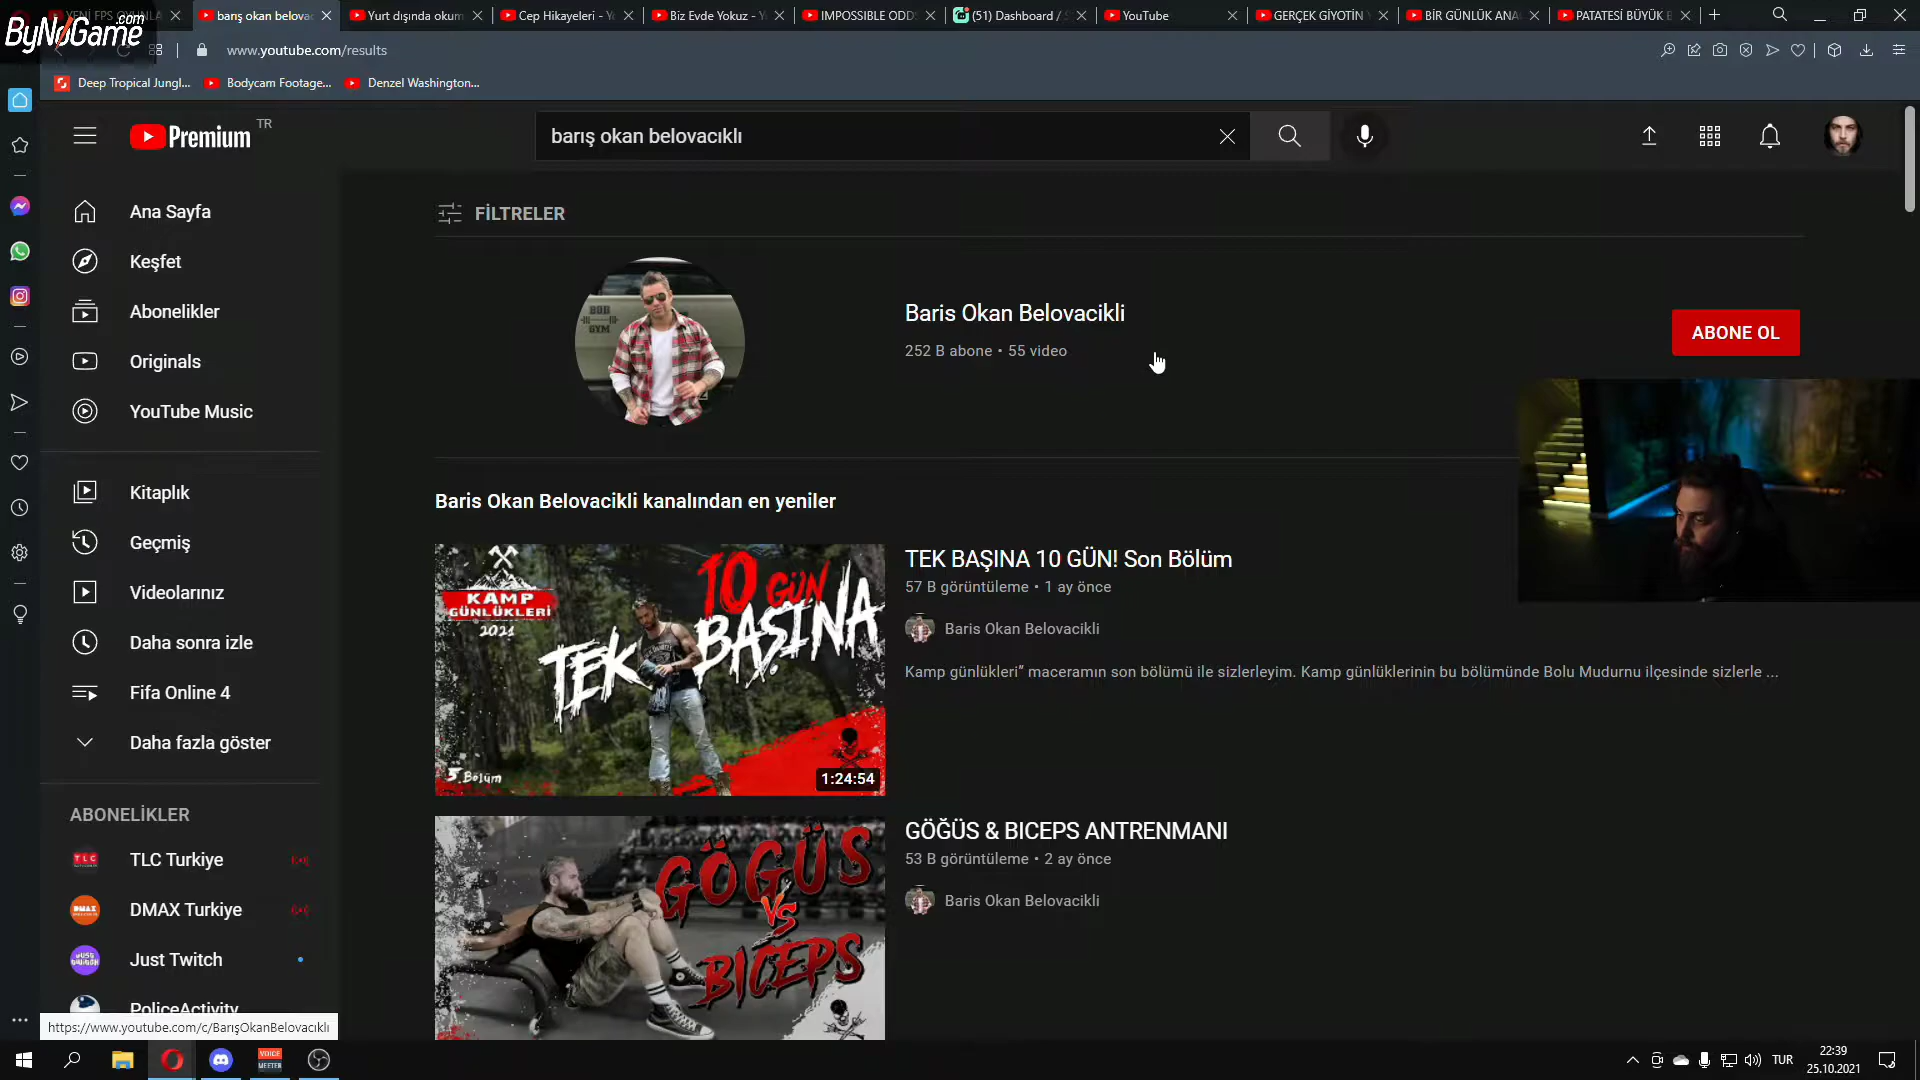 YENİ FPS OYUNLA
barış okan belovac
Yurt dışında okum
Cep Hikayeleri - Y
Biz Evde Yokuz - Y
IMPOSSIBLE ODD
(51) Dashboard / S
YouTube
GERÇEK GİYOTİN
BİR GÜNLÜK ANA
PATATESİ BÜYÜK
ByNoGame
.com
www.youtube.com/results
Deep Tropical Jungl...
Bodycam Footage...
Denzel Washington...
Premium
TR
barış okan belovacıklı
Ana Sayfa
Keşfet
Abonelikler
Originals
YouTube Music
Kitaplık
Geçmiş
Videolarınız
Daha sonra izle
Fifa Online 4
Daha fazla göster
ABONELİKLER
TLC Turkiye
DMAX Turkiye
Just Twitch
PoliceActivity
https://www.youtube.com/c/BarışOkanBelovacıklı
FİLTRELER
BOB
GYM
Baris Okan Belovacikli
252 B abone • 55 video
ABONE OL
Baris Okan Belovacikli kanalından en yeniler
KAMP
GÜNLÜKLERİ
2021
10 GÜN
TEK BAŞINA
5.Bölüm
1:24:54
TEK BAŞINA 10 GÜN! Son Bölüm
57 B görüntüleme • 1 ay önce
Baris Okan Belovacikli
Kamp günlükleri” maceramın son bölümü ile sizlerleyim. Kamp günlüklerinin bu bölümünde Bolu Mudurnu ilçesinde sizlerle ...
GÖĞÜS
VS
BICEPS
GÖĞÜS & BICEPS ANTRENMANI
53 B görüntüleme • 2 ay önce
Baris Okan Belovacikli
VOICE
MEETER
TUR
22:39
25.10.2021